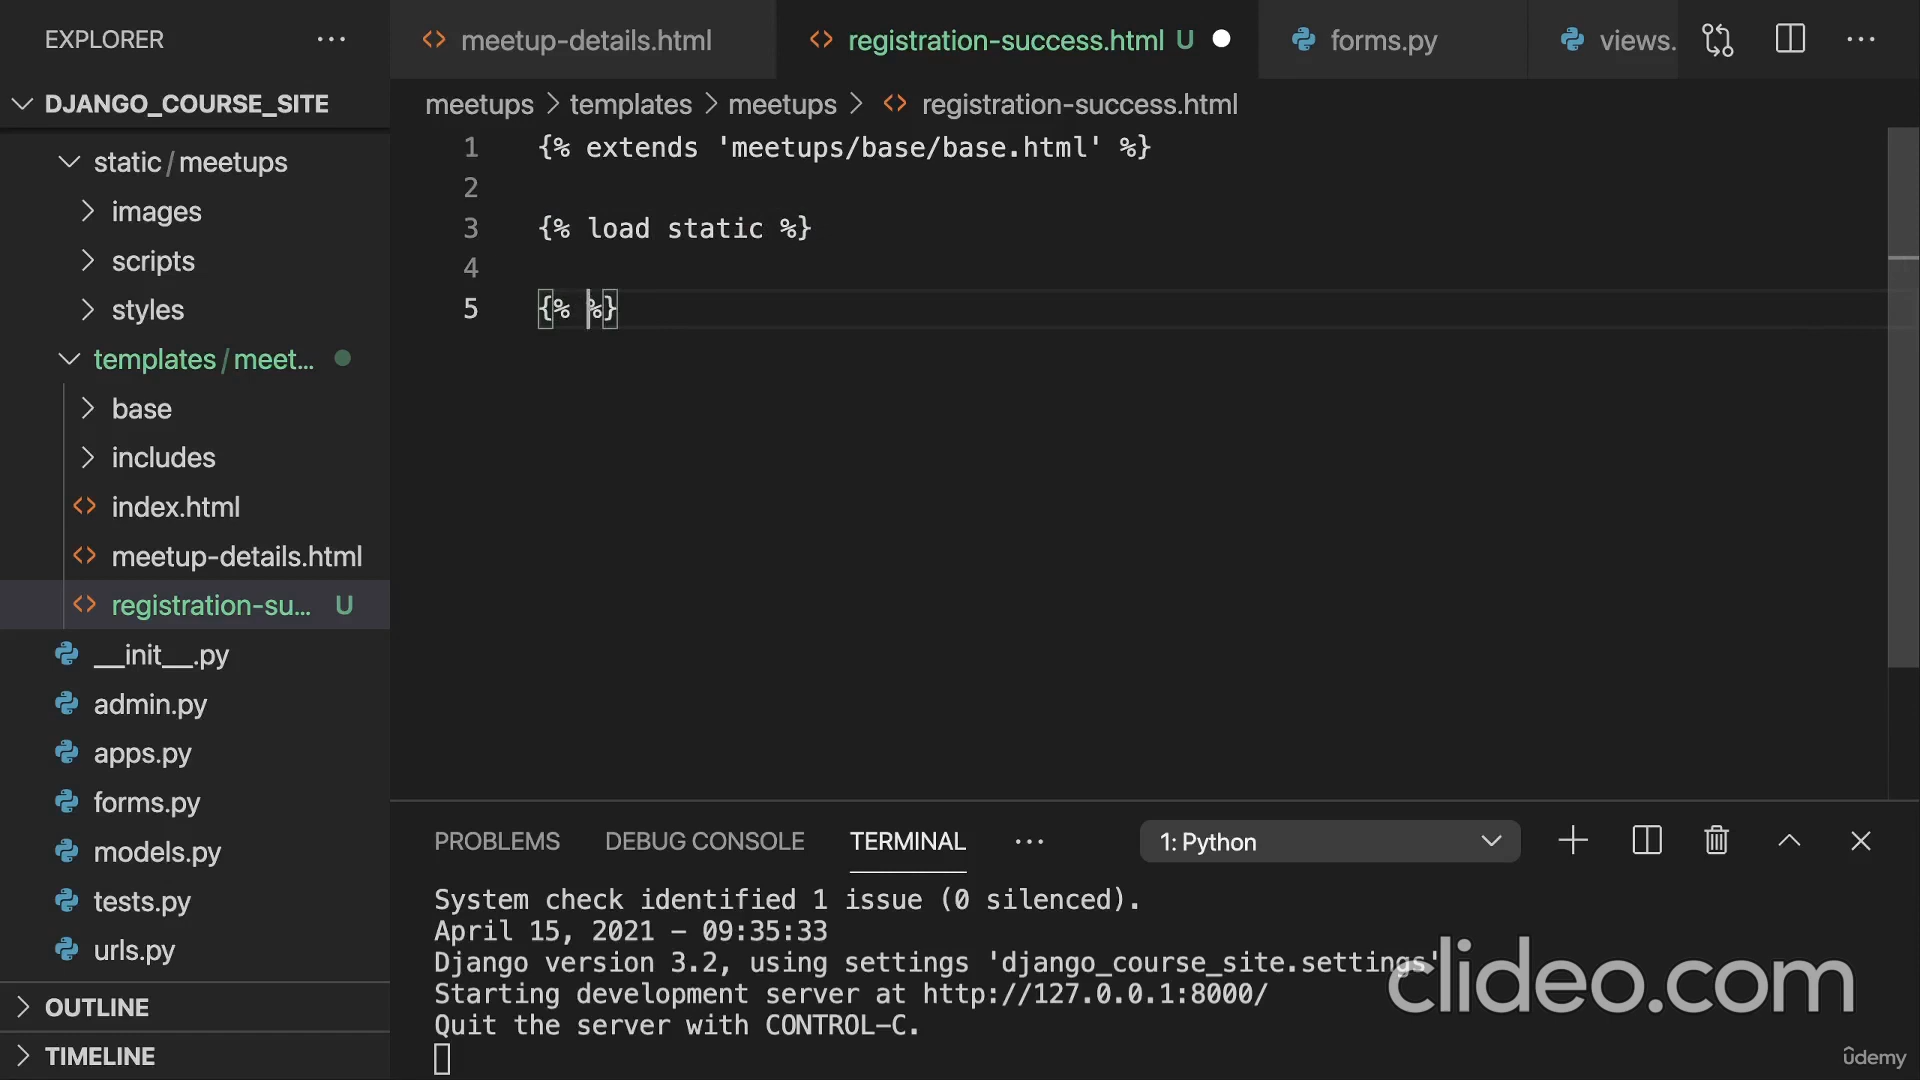 EXPLORER
DJANGO_COURSE_SITE
static/meetups
images
scripts
styles
templates/meet...
base
includes
index.html
meetup-details.html
registration-su... U
__init__.py
admin.py
apps.py
forms.py
models.py
tests.py
urls.py
OUTLINE
TIMELINE
meetup-details.html registration-success.html U forms.py views.
meetups > templates > meetups > registration-success.html
1 {% extends 'meetups/base/base.html' %}
2
3 {% load static %}
4
5 {% %}
PROBLEMS DEBUG CONSOLE TERMINAL ... 1: Python
System check identified 1 issue (0 silenced).
April 15, 2021 - 09:35:33
Django version 3.2, using settings 'django_course_site.settings'
Starting development server at http://127.0.0.1:8000/
Quit the server with CONTROL-C.
clideo.com
ûdemy